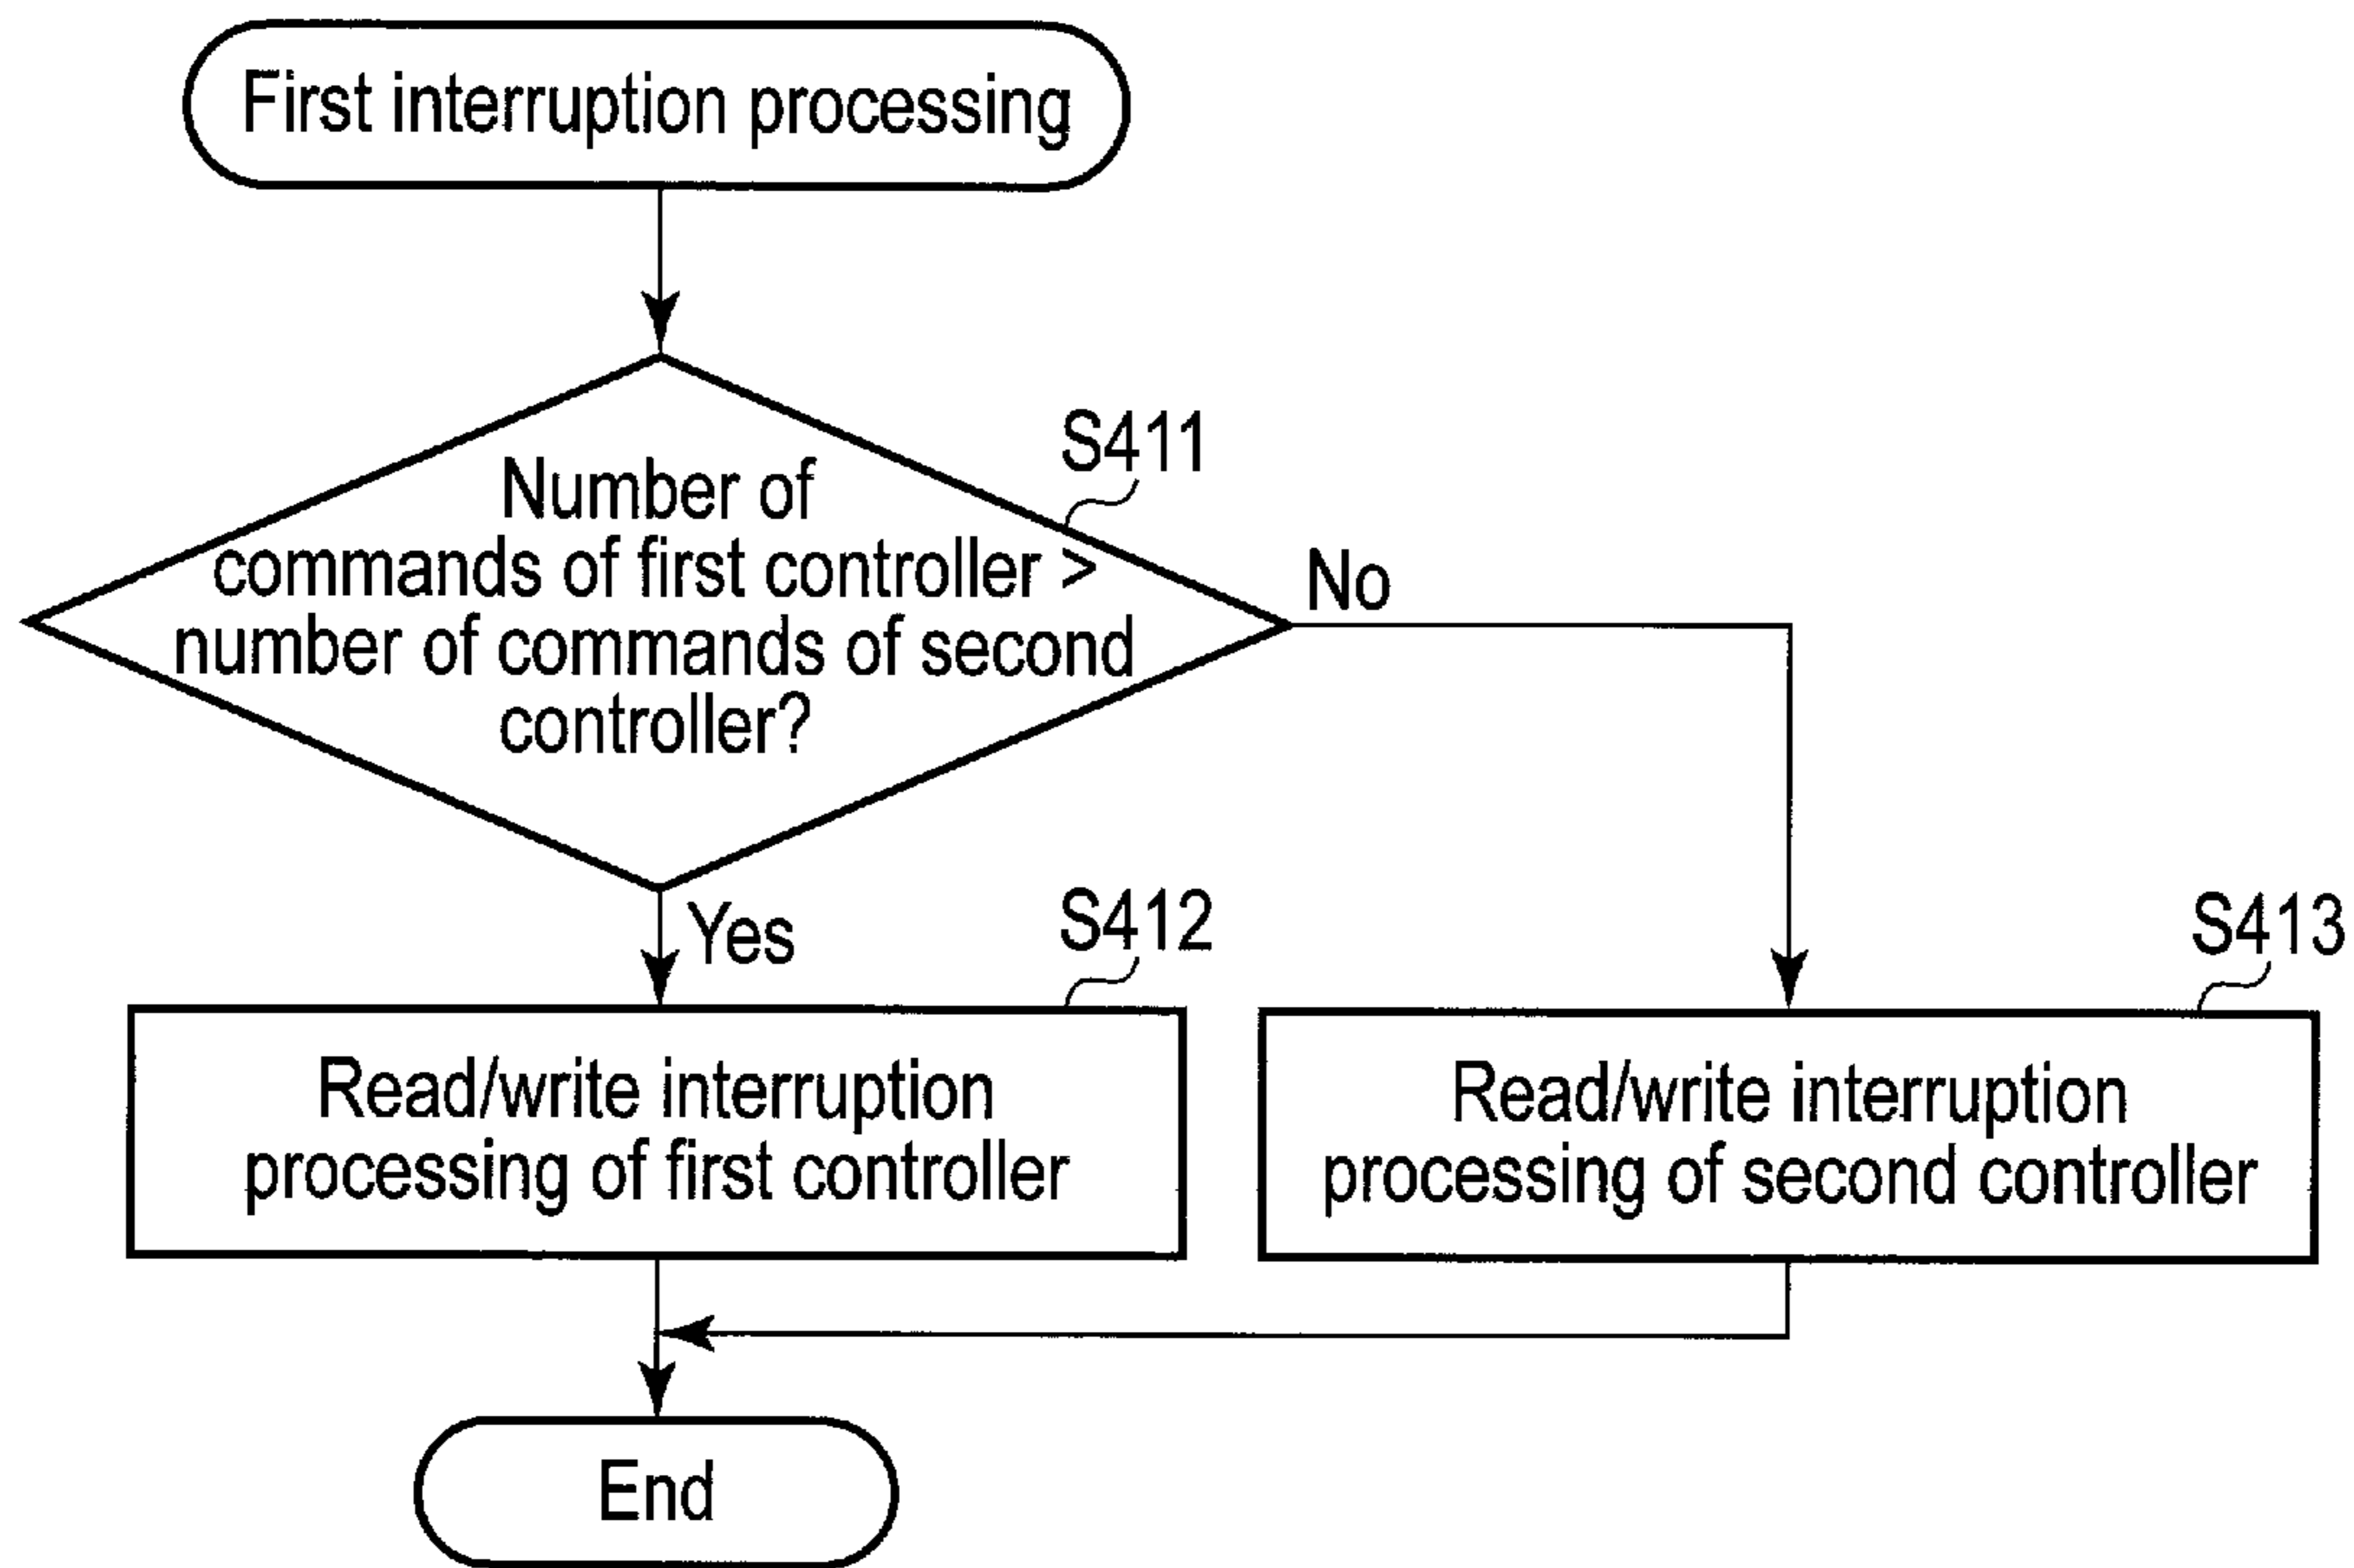 First interruption processing
S411
Number of
commands of first controller >
number of commands of second
controller?
No
Yes
S412
S413
Read/write interruption
processing of first controller
Read/write interruption
processing of second controller
End